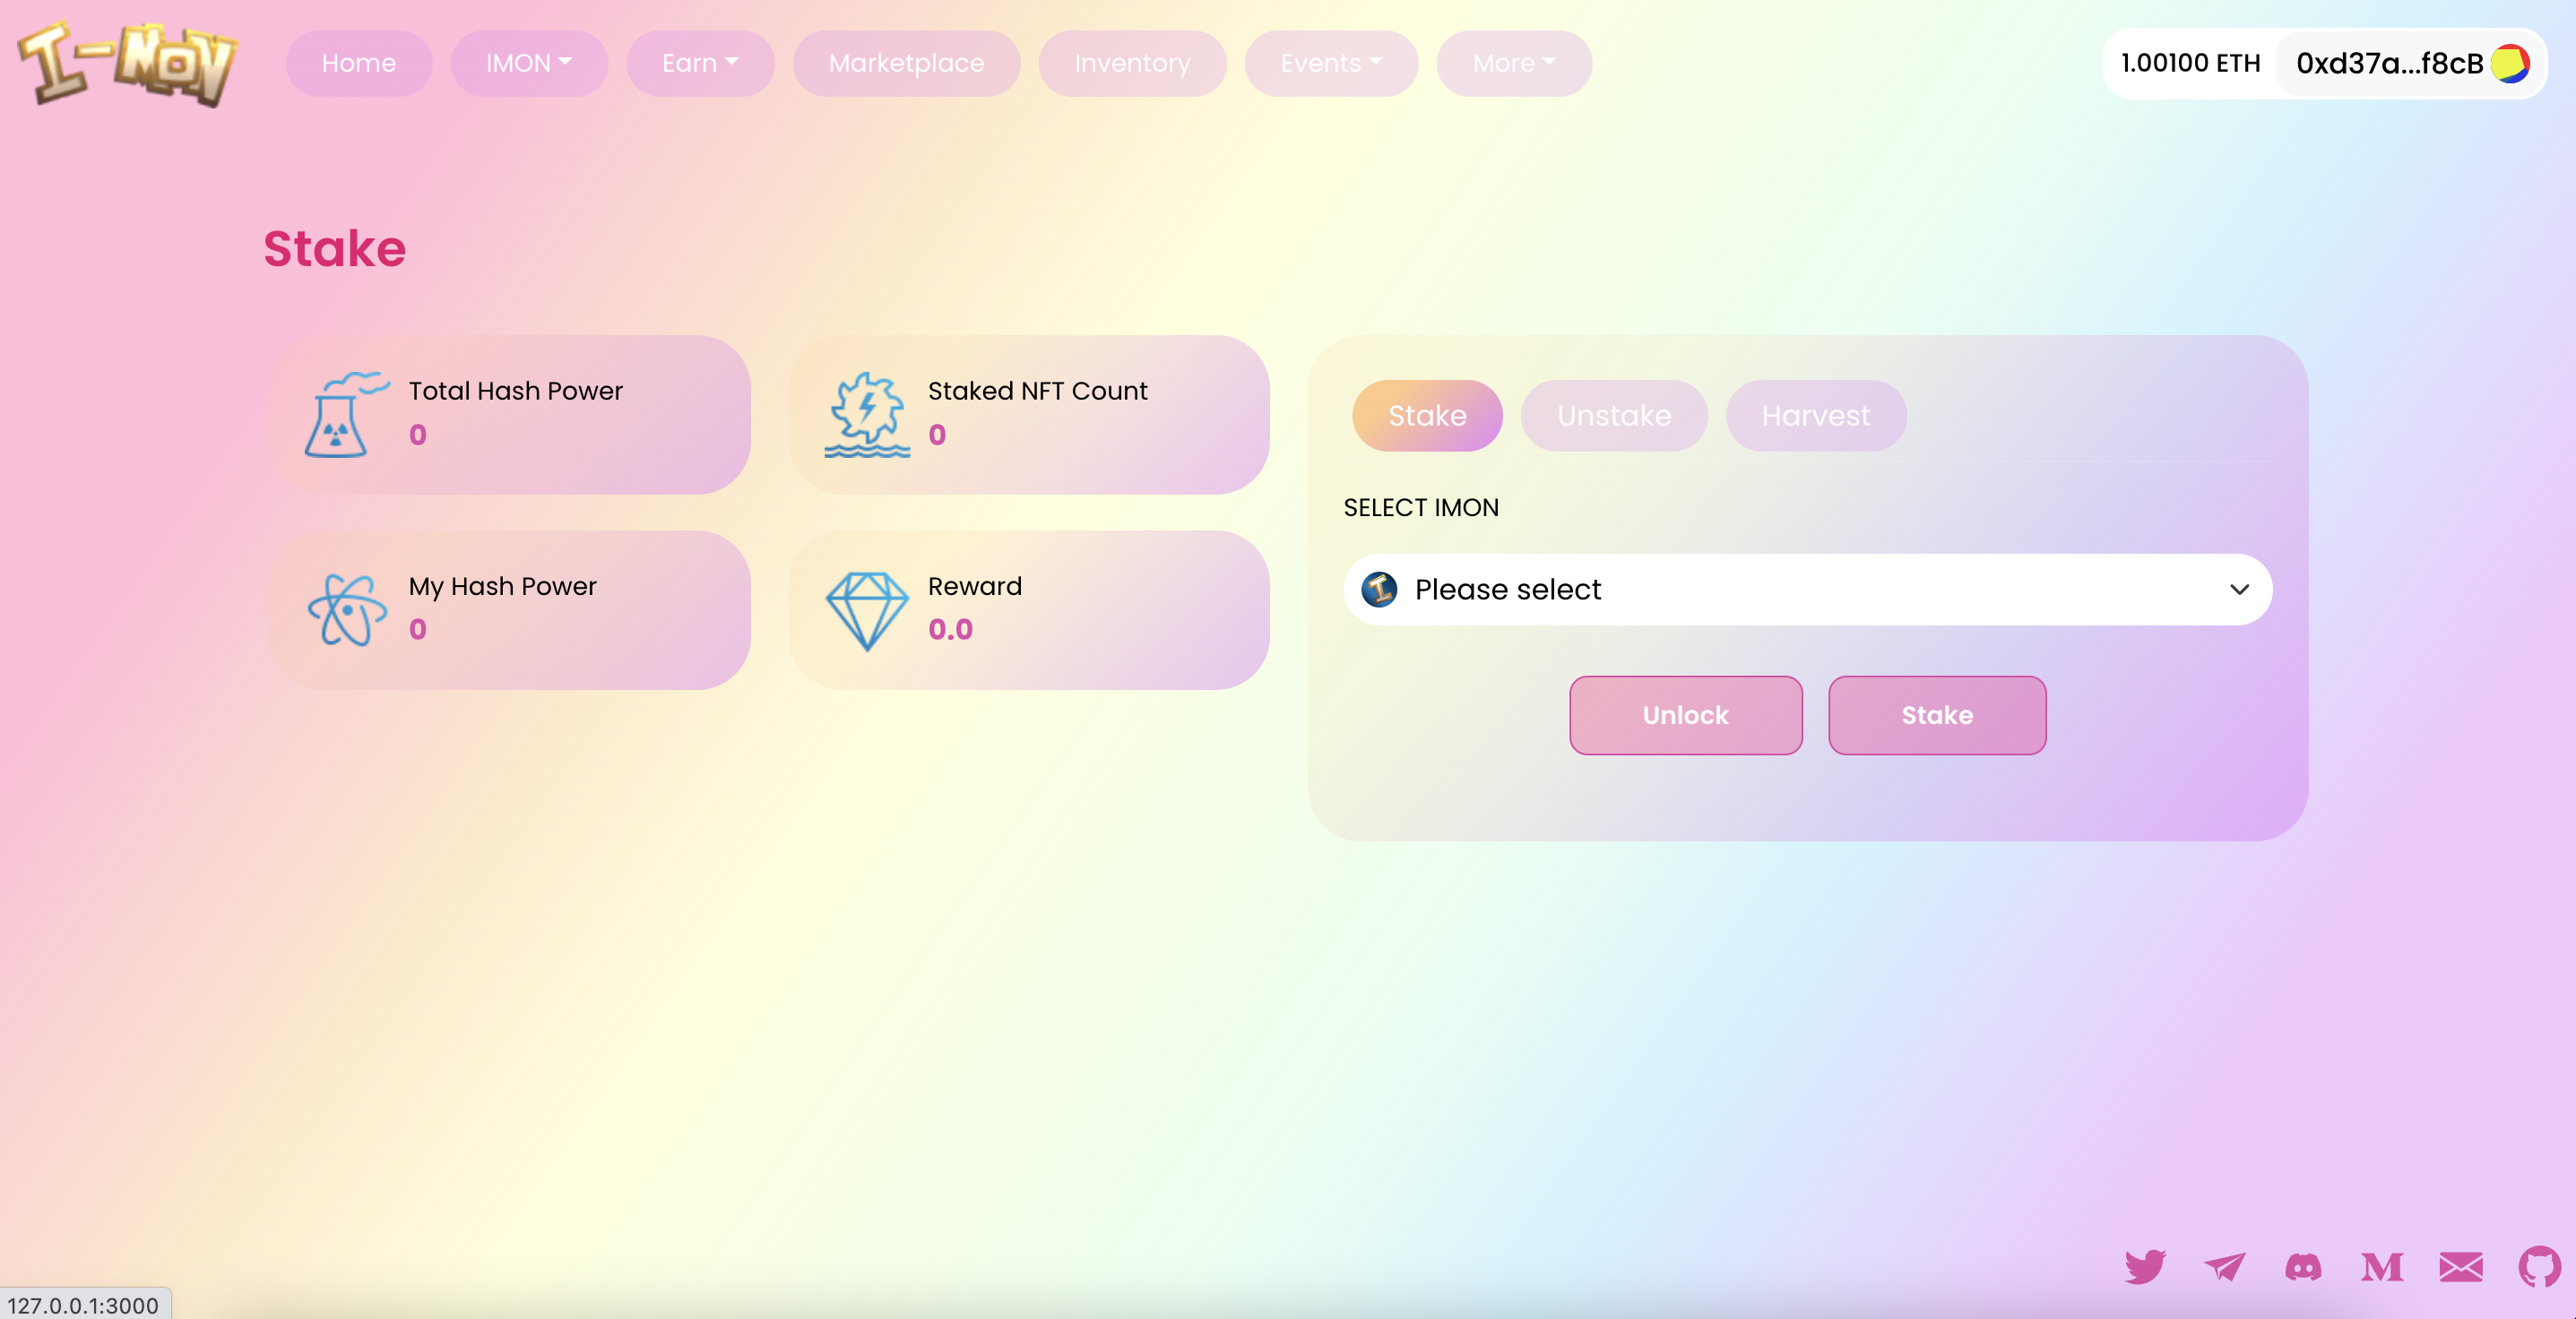 I-MON
Home IMON Earn Marketplace Inventory Events More
1.00100 ETH 0xd37a...f8cB
Stake
Total Hash Power
0
Staked NFT Count
0
My Hash Power
0
Reward
0.0
Stake Unstake Harvest
SELECT IMON
Please select
Unlock Stake
127.0.0.1:3000